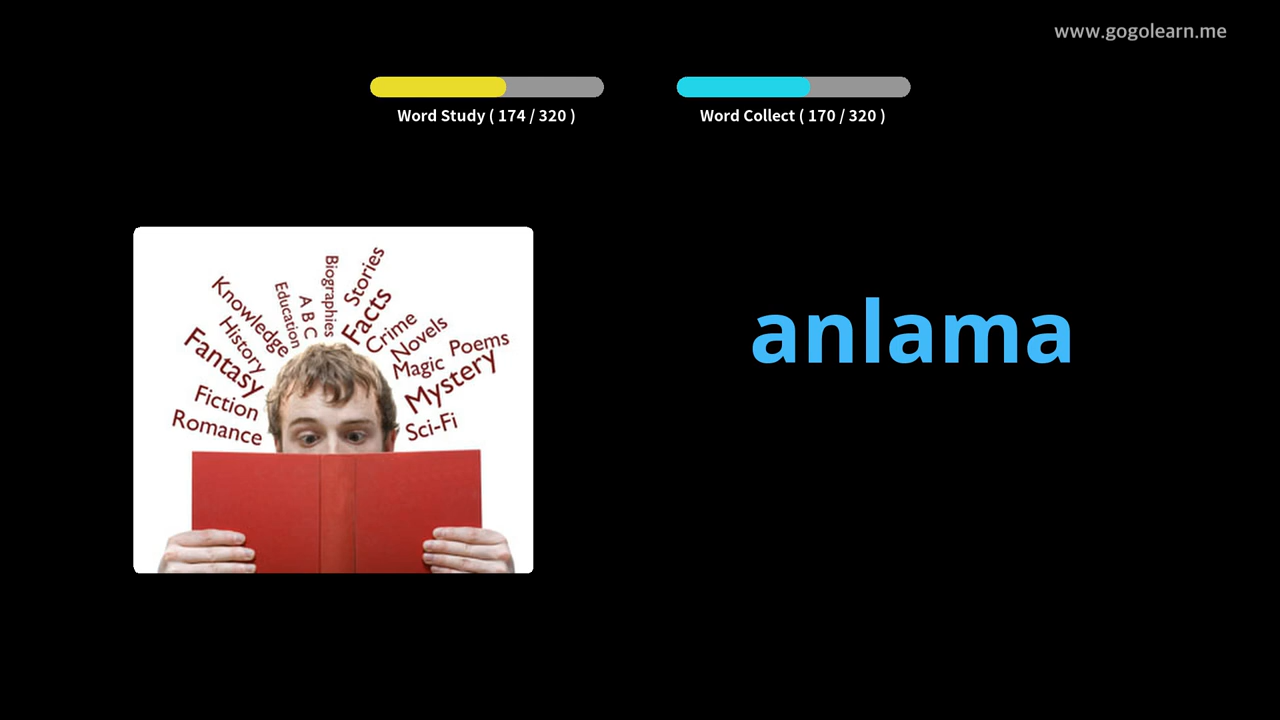 www.gogolearn.me
Word Study ( 174 / 320 )
Word Collect ( 170 / 320 )
Romance
Fiction
Fantasy
History
Knowledge
Education
A B C
Biographies
Stories
Facts
Crime
Novels
Magic
Poems
Mystery
Sci-Fi
anlama